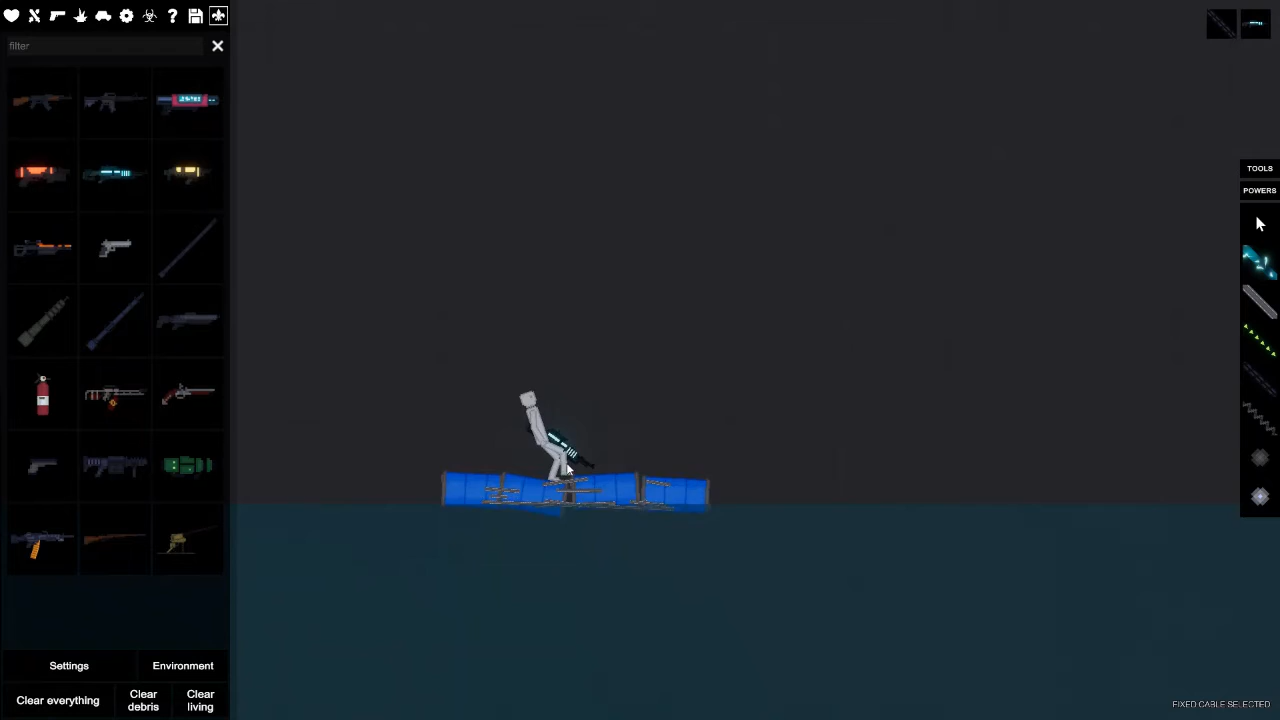 filter
TOOLS
POWERS
Settings
Environment
Clear everything
Clear
debris
Clear
living
FIXED CABLE SELECTED